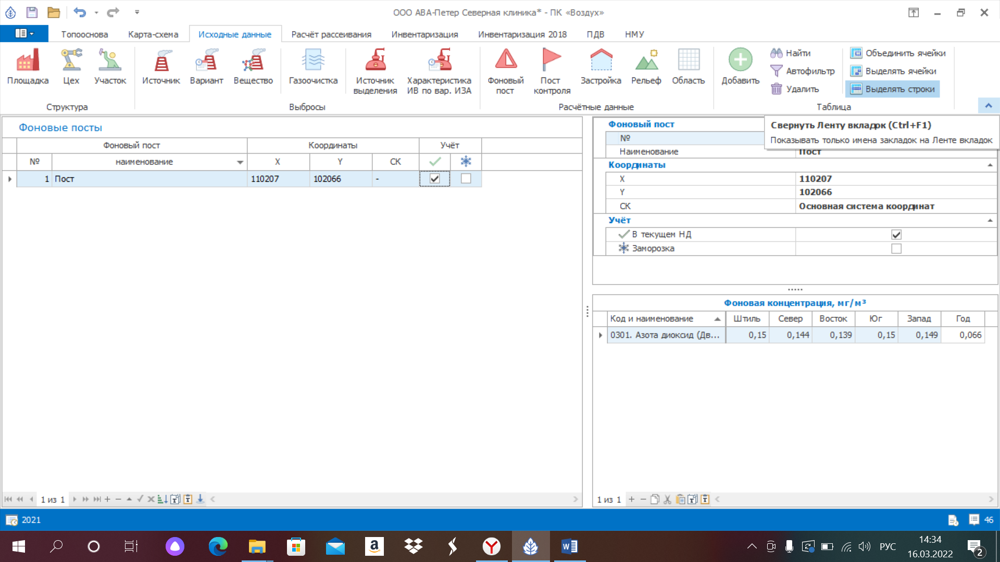 ООО АВА-Петер Северная клиника* - ПК «Воздух»
Топооснова Карта-схема Исходные данные Расчёт рассеивания Инвентаризация Инвентаризация 2018 ПДВ НМУ
Площадка Цех Участок Источник Вариант Вещество Газоочистка Источник выделения Характеристика ИВ по вар. ИЗА Фоновый пост Пост контроля Застройка Рельеф Область Добавить
Найти
Автофильтр
Удалить
Объединить ячейки
Выделять ячейки
Выделять строки
Структура Выбросы Расчётные данные Таблица
Свернуть Ленту вкладок (Ctrl+F1)
Показывать только имена закладок на Ленте вкладок
Фоновые посты
Фоновый пост Координаты Учёт
№ наименование X Y СК
1 Пост 110207 102066 -
Фоновый пост
№
Наименование Пост
Координаты
X 110207
Y 102066
СК Основная система координат
Учёт
В текущем НД
Заморозка
Фоновая концентрация, мг/м³
Код и наименование Штиль Север Восток Юг Запад Год
0301. Азота диоксид (Дв... 0,15 0,144 0,139 0,15 0,149 0,066
1 из 1
1 из 1
2021
46
РУС
14:34
16.03.2022
2